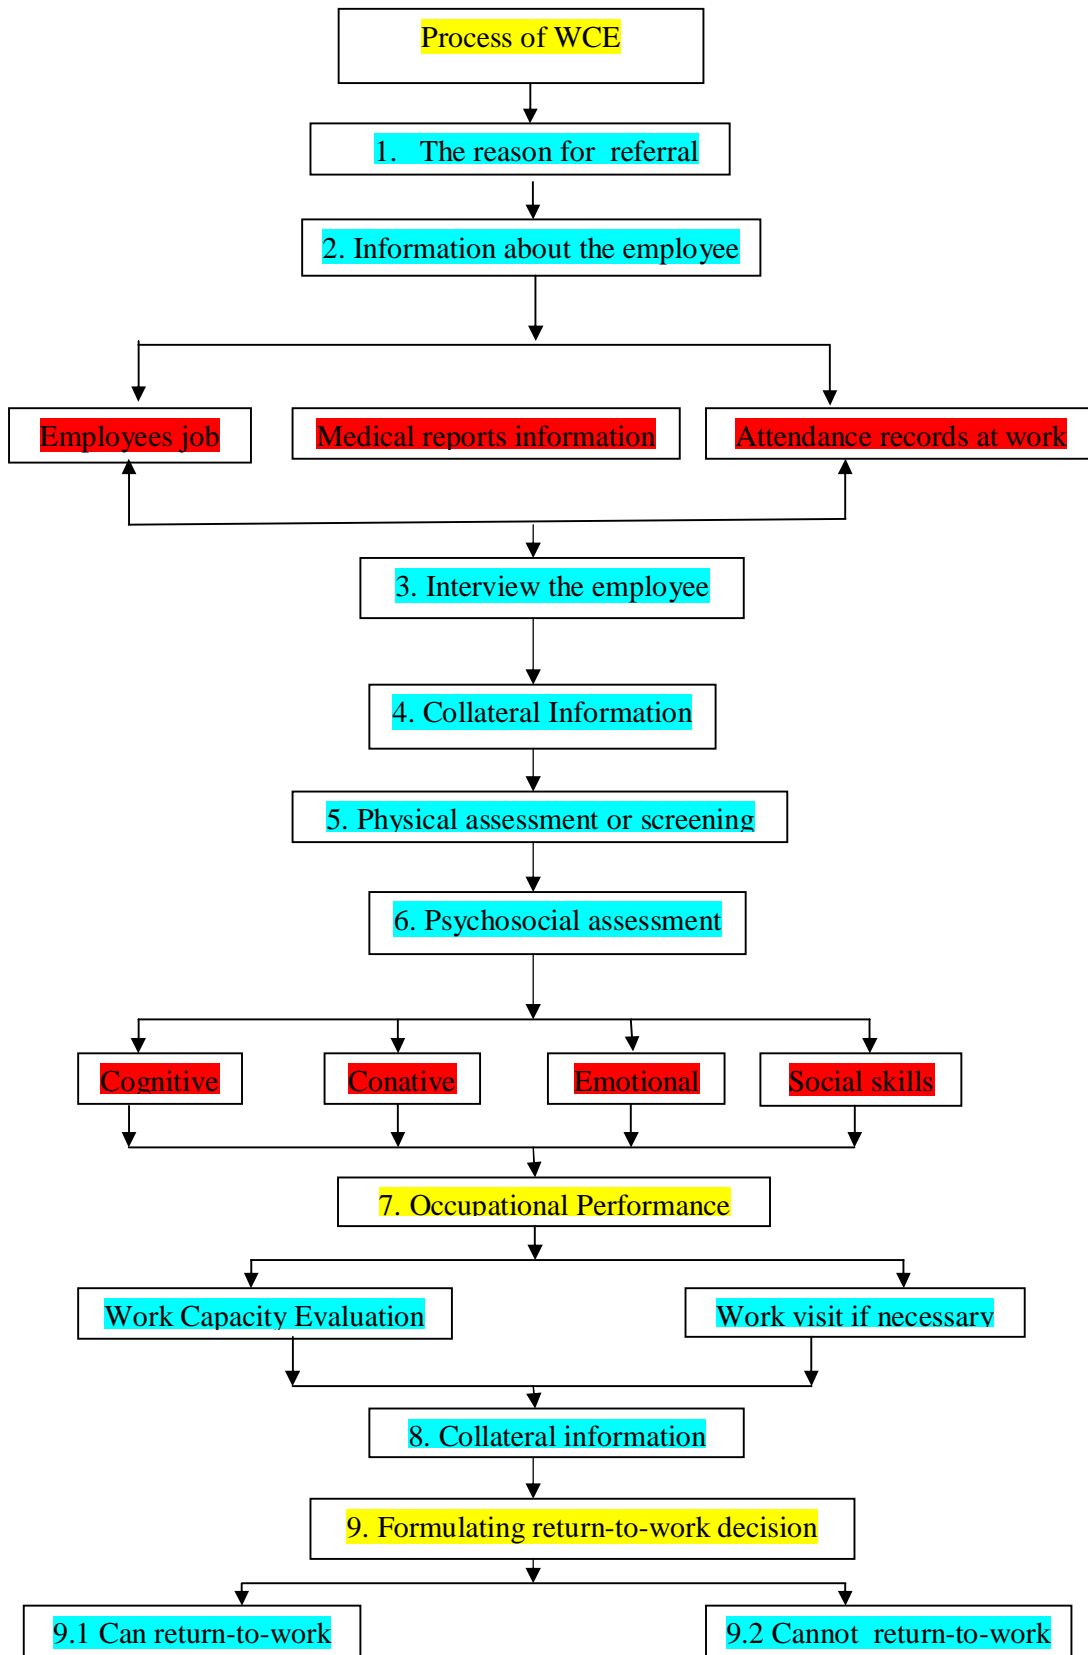 Process of WCE
1. The reason for referral
2. Information about the employee
Employees job
Medical reports information
Attendance records at work
3. Interview the employee
4. Collateral Information
5. Physical assessment or screening
6. Psychosocial assessment
Cognitive
Conative
Emotional
Social skills
7. Occupational Performance
Work Capacity Evaluation
Work visit if necessary
8. Collateral information
9. Formulating return-to-work decision
9.1 Can return-to-work
9.2 Cannot return-to-work